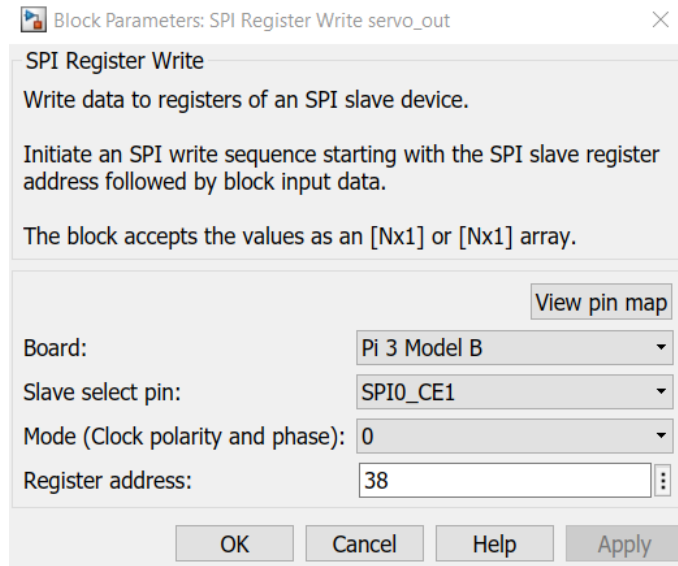 Block Parameters: SPI Register Write servo_out
SPI Register Write
Write data to registers of an SPI slave device.
Initiate an SPI write sequence starting with the SPI slave register
address followed by block input data.
The block accepts the values as an [Nx1] or [Nx1] array.
View pin map
Board: Pi 3 Model B
Slave select pin: SPI0_CE1
Mode (Clock polarity and phase): 0
Register address: 38
OK Cancel Help Apply